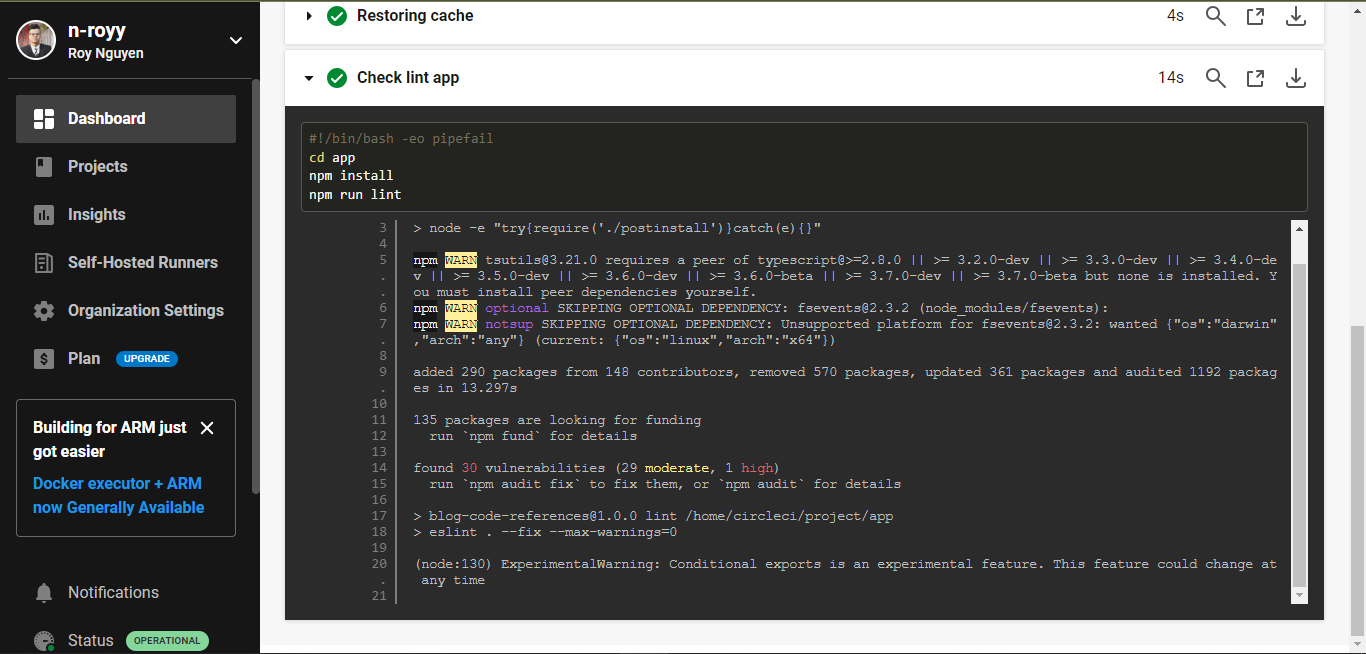 n-royy
Roy Nguyen
Dashboard
Projects
Insights
Self-Hosted Runners
Organization Settings
Plan UPGRADE
Building for ARM just
got easier
Docker executor + ARM
now Generally Available
Notifications
Status OPERATIONAL
Restoring cache 4s
Check lint app 14s
#!/bin/bash -eo pipefail
cd app
npm install
npm run lint
3 > node -e "try{require('./postinstall')}catch(e){}"
4
5 npm WARN tsutils@3.21.0 requires a peer of typescript@>=2.8.0 || >= 3.2.0-dev || >= 3.3.0-dev || >= 3.4.0-de
. v || >= 3.5.0-dev || >= 3.6.0-dev || >= 3.6.0-beta || >= 3.7.0-dev || >= 3.7.0-beta but none is installed. Y
. ou must install peer dependencies yourself.
6 npm WARN optional SKIPPING OPTIONAL DEPENDENCY: fsevents@2.3.2 (node_modules/fsevents):
7 npm WARN notsup SKIPPING OPTIONAL DEPENDENCY: Unsupported platform for fsevents@2.3.2: wanted {"os":"darwin"
. ,"arch":"any"} (current: {"os":"linux","arch":"x64"})
8
9 added 290 packages from 148 contributors, removed 570 packages, updated 361 packages and audited 1192 packag
. es in 13.297s
10
11 135 packages are looking for funding
12 run `npm fund` for details
13
14 found 30 vulnerabilities (29 moderate, 1 high)
15 run `npm audit fix` to fix them, or `npm audit` for details
16
17 > blog-code-references@1.0.0 lint /home/circleci/project/app
18 > eslint . --fix --max-warnings=0
19
20 (node:130) ExperimentalWarning: Conditional exports is an experimental feature. This feature could change at
. any time
21